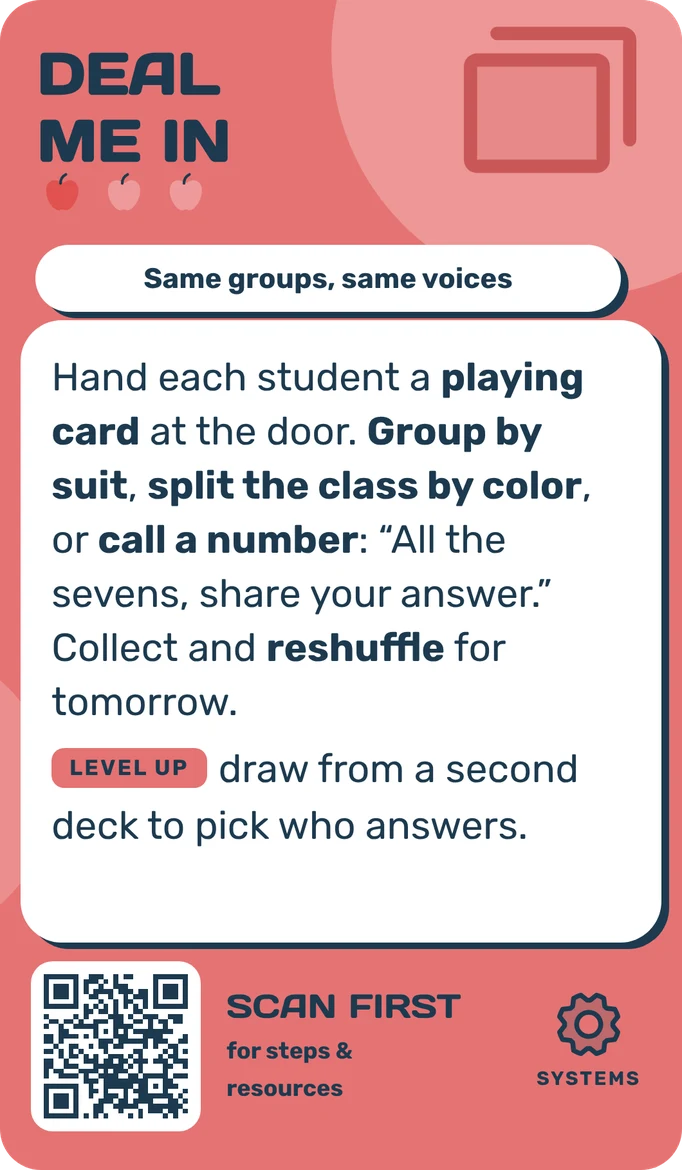 DEAL
ME IN
Same groups, same voices
Hand each student a playing
card at the door. Group by
suit, split the class by color,
or call a number: “All the
sevens, share your answer.”
Collect and reshuffle for
tomorrow.
LEVEL UP draw from a second
deck to pick who answers.
SCAN FIRST
for steps &
resources
SYSTEMS